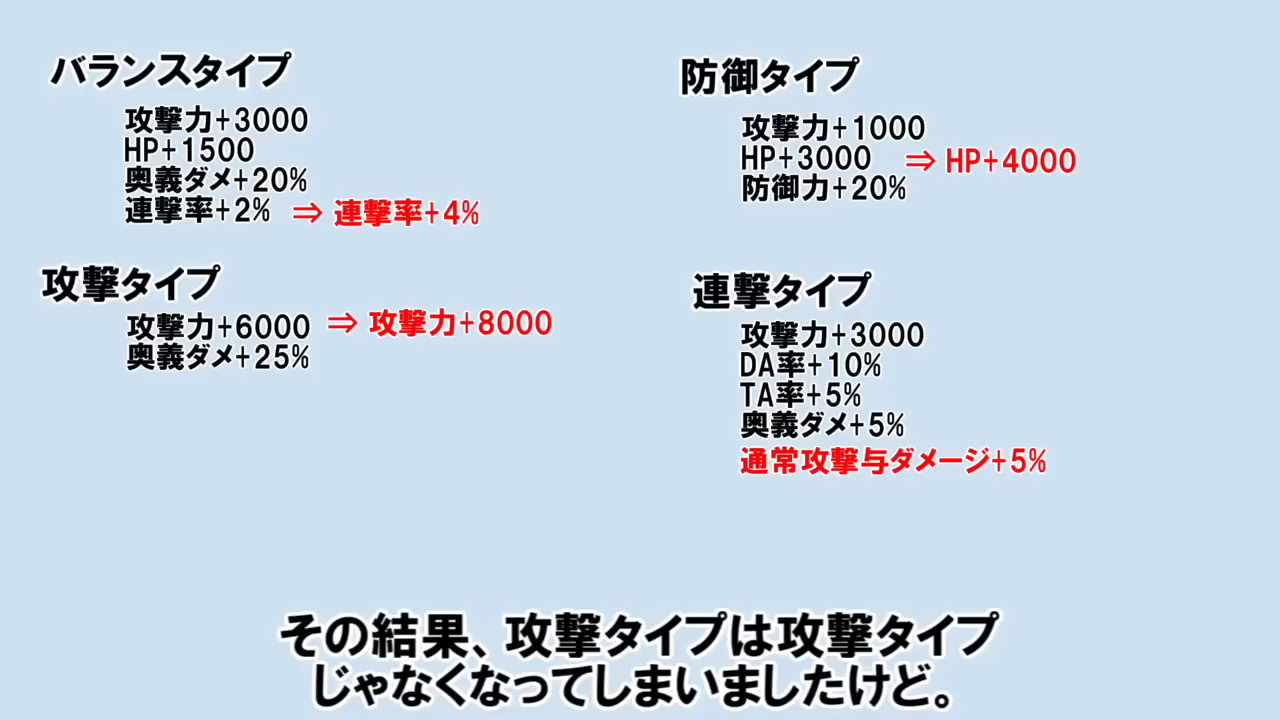 バランスタイプ
攻撃力+3000
HP+1500
奥義ダメ+20%
連撃率+2% ⇒ 連撃率+4%
攻撃タイプ
攻撃力+6000 ⇒ 攻撃力+8000
奥義ダメ+25%
防御タイプ
攻撃力+1000
HP+3000 ⇒ HP+4000
防御力+20%
連撃タイプ
攻撃力+3000
DA率+10%
TA率+5%
奥義ダメ+5%
通常攻撃与ダメージ+5%
その結果、攻撃タイプは攻撃タイプ
じゃなくなってしまいましたけど。